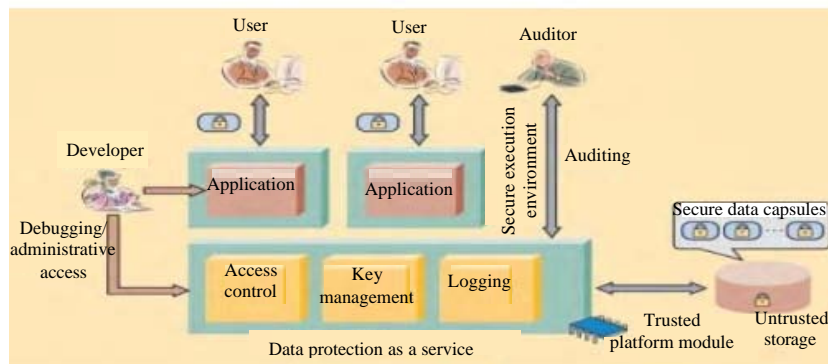 User
User
Auditor
Developer
Application
Application
Secure execution
environment
Auditing
Debugging/
administrative
access
Secure data capsules
Access
control
Key
management
Logging
Trusted
platform module
Untrusted
storage
Data protection as a service